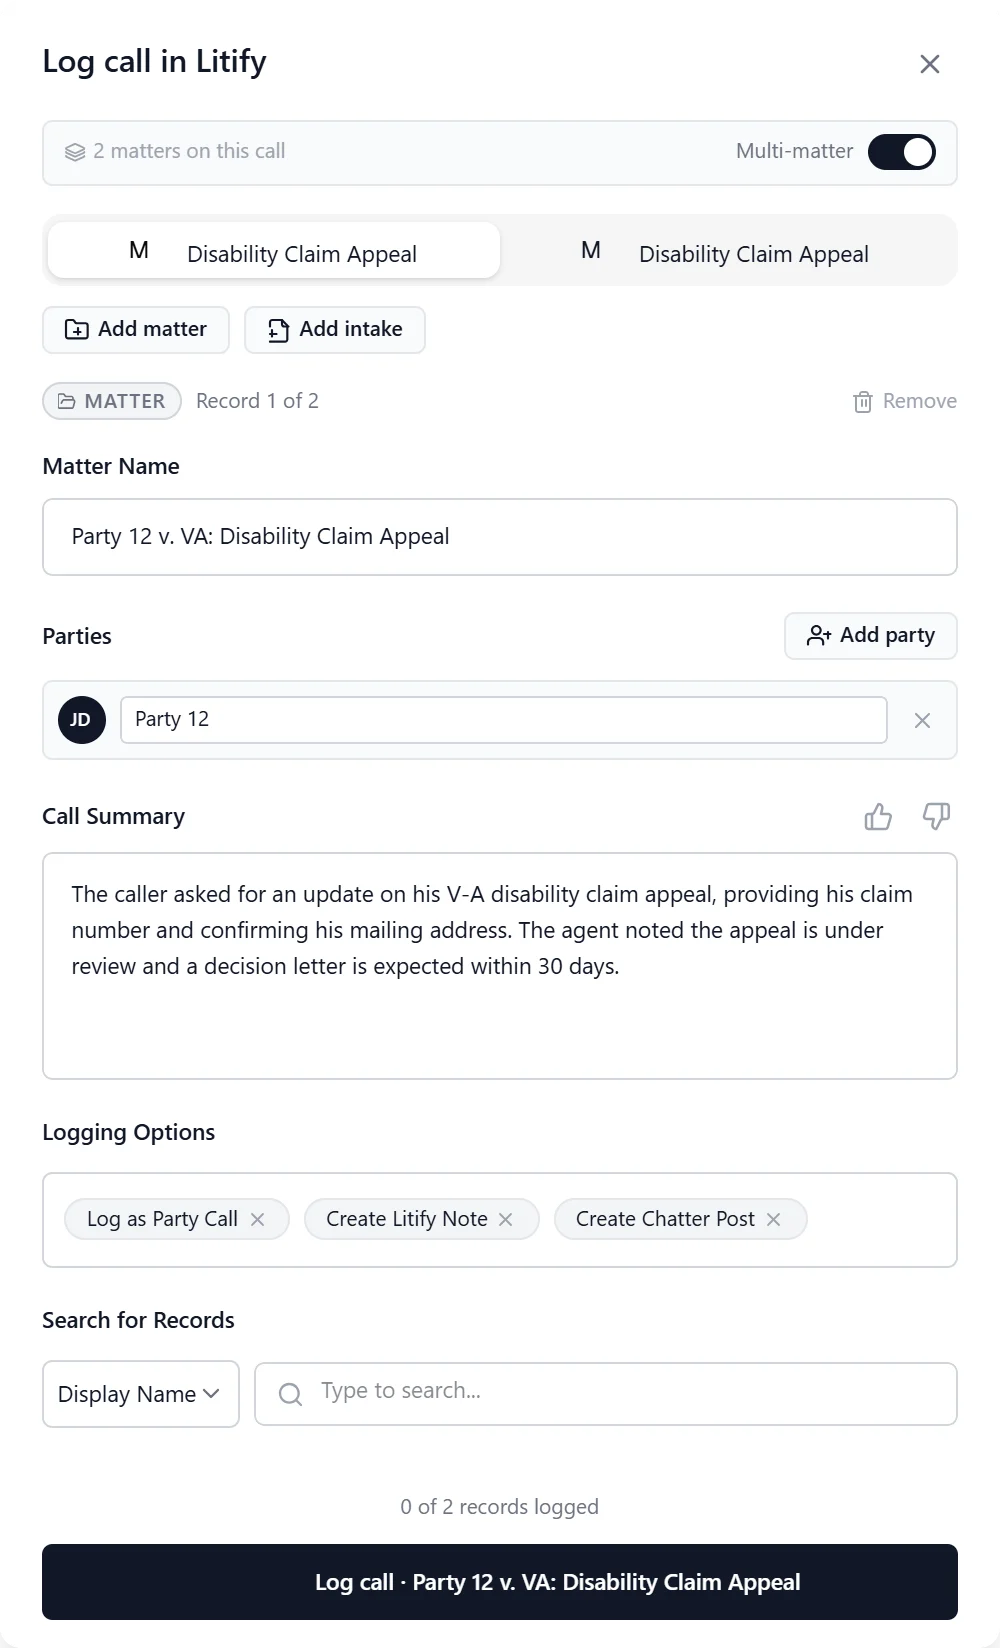 Log call in Litify
2 matters on this call
Multi-matter
M Disability Claim Appeal
M Disability Claim Appeal
Add matter
Add intake
MATTER
Record 1 of 2
Remove
Matter Name
Party 12 v. VA: Disability Claim Appeal
Parties
Add party
JD
Party 12
Call Summary
The caller asked for an update on his V-A disability claim appeal, providing his claim
number and confirming his mailing address. The agent noted the appeal is under
review and a decision letter is expected within 30 days.
Logging Options
Log as Party Call
Create Litify Note
Create Chatter Post
Search for Records
Display Name
Type to search...
0 of 2 records logged
Log call · Party 12 v. VA: Disability Claim Appeal